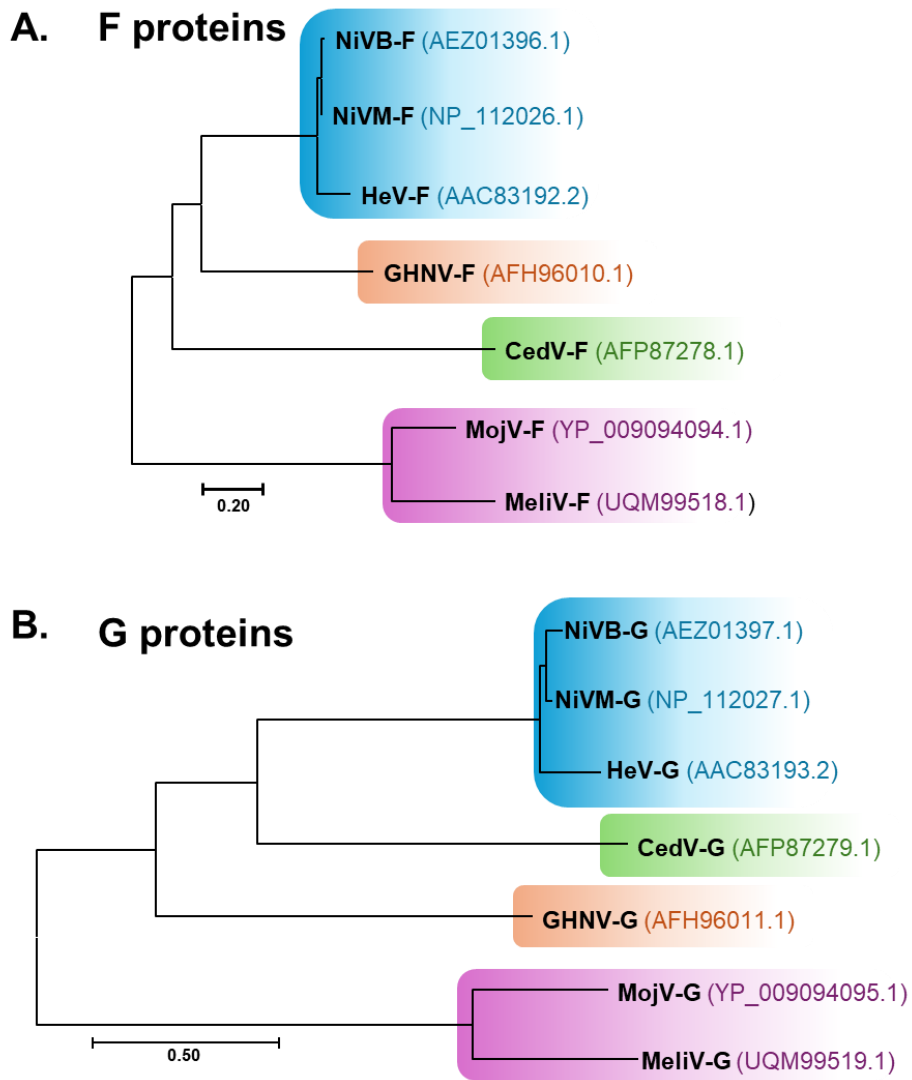 A. F proteins
NiVB-F (AEZ01396.1)
NiVM-F (NP_112026.1)
HeV-F (AAC83192.2)
GHNV-F (AFH96010.1)
CedV-F (AFP87278.1)
MojV-F (YP_009094094.1)
MeliV-F (UQM99518.1)
0.20
B. G proteins
NiVB-G (AEZ01397.1)
NiVM-G (NP_112027.1)
HeV-G (AAC83193.2)
CedV-G (AFP87279.1)
GHNV-G (AFH96011.1)
MojV-G (YP_009094095.1)
MeliV-G (UQM99519.1)
0.50